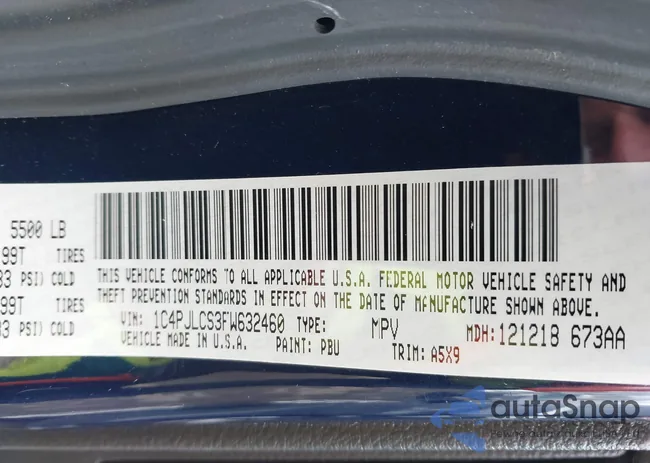 5500 LB
99T TIRES
33 PSI) COLD
99T TIRES
33 PSI) COLD
THIS VEHICLE CONFORMS TO ALL APPLICABLE U.S.A. FEDERAL MOTOR VEHICLE SAFETY AND
THEFT PREVENTION STANDARDS IN EFFECT ON THE DATE OF MANUFACTURE SHOWN ABOVE.
VIN: 1C4PJLCS3FW632460 TYPE: MPV MDH: 121218 673AA
VEHICLE MADE IN U.S.A. PAINT: PBU TRIM: A5X9
autoSnap